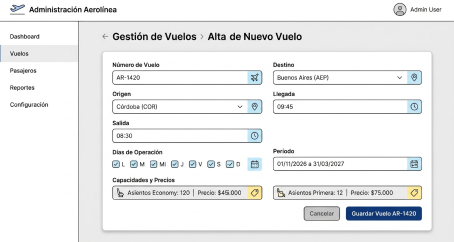 Administración Aerolínea
Admin User
Dashboard
Vuelos
Pasajeros
Reportes
Configuración
← Gestión de Vuelos > Alta de Nuevo Vuelo
Número de Vuelo
AR-1420
Destino
Buenos Aires (AEP)
Origen
Córdoba (COR)
Llegada
09:45
Salida
08:30
Días de Operación
L M Mi J V S D
Período
01/11/2026 a 31/03/2027
Capacidades y Precios
Asientos Economy: 120 | Precio: $45.000
Asientos Primera: 12 | Precio: $75.000
Cancelar
Guardar Vuelo AR-1420